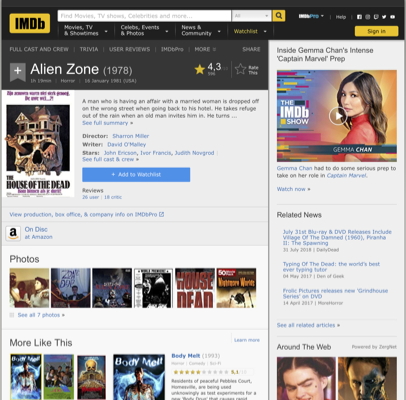 IMDb
Find Movies, TV shows, Celebrities and more...
All
IMDbPro
Help
Movies, TV & Showtimes
Celebs, Events & Photos
News & Community
Watchlist
Sign in
FULL CAST AND CREW | TRIVIA | USER REVIEWS | IMDbPro | MORE
SHARE
Alien Zone (1978)
1h 19min | Horror | 16 January 1981 (USA)
4,3
Rate This
A man who is having an affair with a married woman is dropped
off on the wrong street when going back to his hotel. He takes refuge
out of the rain when an old man invites him in. He turns ...
See full summary »
Director: Sharon Miller
Writer: David O'Malley
Stars: John Ericson, Ivor Francis, Judith Novgrod
See full cast & crew »
+ Add to Watchlist
Reviews
26 user | 18 critic
THE HOUSE OF THE DEAD
View production, box office, & company info on IMDbPro
On Disc
at Amazon
Photos
HOUSE DEAD
Nightmare Worlds
See all 7 photos »
More Like This
Learn more
Body Melt
Body Melt
Body Melt (1993)
Horror | Comedy | Sci-Fi
5,1
Residents of peaceful Pebbles Court,
Homesville, are being used
unknowingly as test experiments for a
new 'Body Drug' that causes rapid
Inside Gemma Chan's Intense
'Captain Marvel' Prep
The IMDb SHOW
GEMMA CHAN
Gemma Chan had to do some serious prep to
take on her role in Captain Marvel.
Watch now »
Related News
July 31st Blu-ray & DVD Releases Include
Village Of The Damned (1960), Piranha
II: The Spawning
31 July 2018 | DailyDead
Typing Of The Dead: the world's best
ever typing tutor
23 November 2017 | Den of Geek
Frolic Pictures releases new 'Grindhouse
Series' on DVD
14 April 2017 | MoreHorror
See all related articles »
Around The Web
Powered by ZergNet